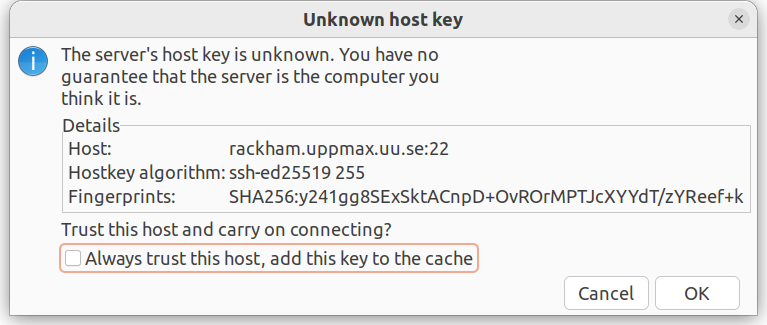 Unknown host key
The server's host key is unknown. You have no
guarantee that the server is the computer you
think it is.
Details
Host: rackham.uppmax.uu.se:22
Hostkey algorithm: ssh-ed25519 255
Fingerprints: SHA256:y241gg8SExSktACnpD+OvROrMPTJcXYYdT/zYReef+k
Trust this host and carry on connecting?
Always trust this host, add this key to the cache
Cancel OK